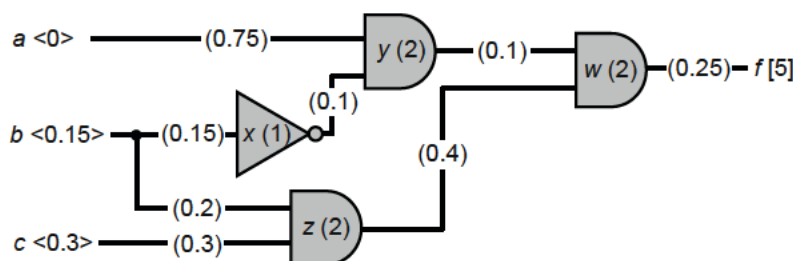 a <0> (0.75) y (2) (0.1) w (2) (0.25) f [5]
(0.1)
b <0.15> (0.15) x (1)
(0.4)
(0.2)
z (2)
c <0.3> (0.3)